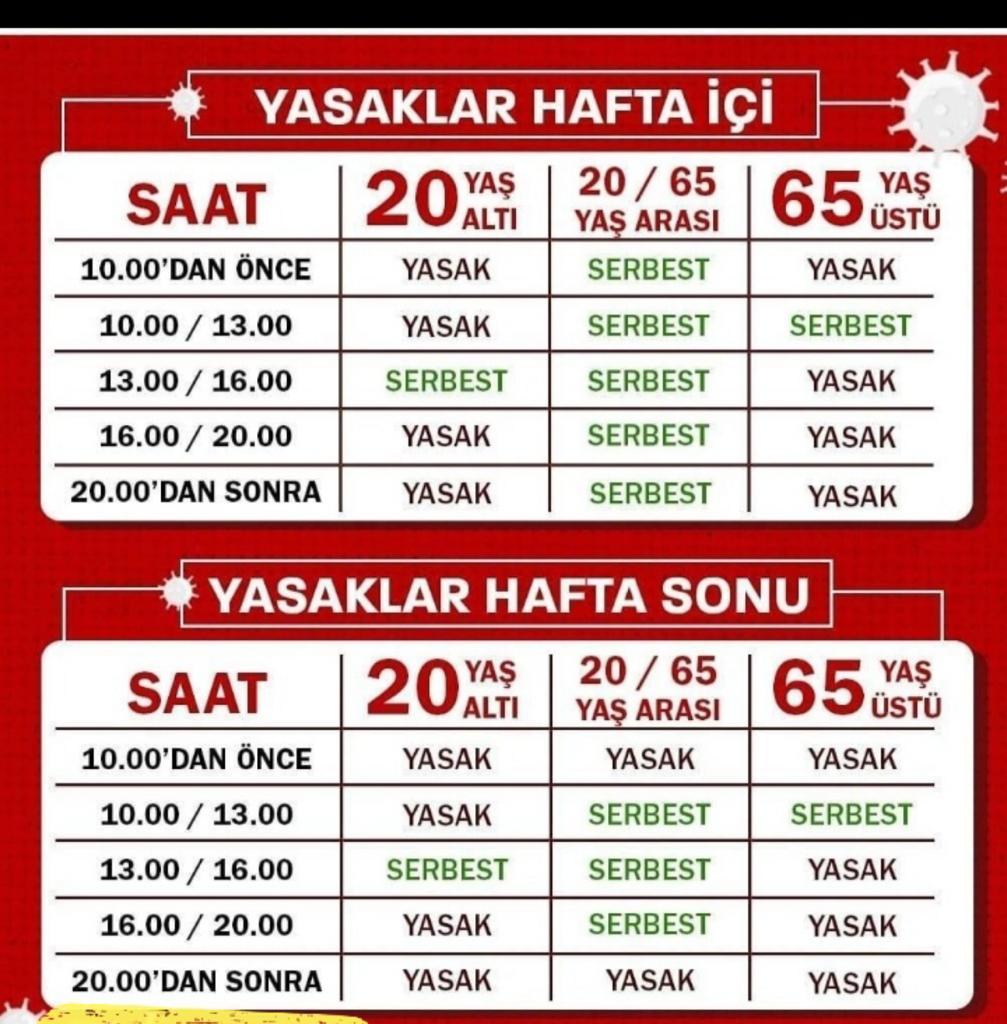 YASAKLAR HAFTA İÇİ
SAAT 20 YAŞ ALTI 20 / 65 YAŞ ARASI 65 YAŞ ÜSTÜ
10.00'DAN ÖNCE YASAK SERBEST YASAK
10.00 / 13.00 YASAK SERBEST SERBEST
13.00 / 16.00 SERBEST SERBEST YASAK
16.00 / 20.00 YASAK SERBEST YASAK
20.00'DAN SONRA YASAK SERBEST YASAK
YASAKLAR HAFTA SONU
SAAT 20 YAŞ ALTI 20 / 65 YAŞ ARASI 65 YAŞ ÜSTÜ
10.00'DAN ÖNCE YASAK YASAK YASAK
10.00 / 13.00 YASAK SERBEST SERBEST
13.00 / 16.00 SERBEST SERBEST YASAK
16.00 / 20.00 YASAK SERBEST YASAK
20.00'DAN SONRA YASAK YASAK YASAK